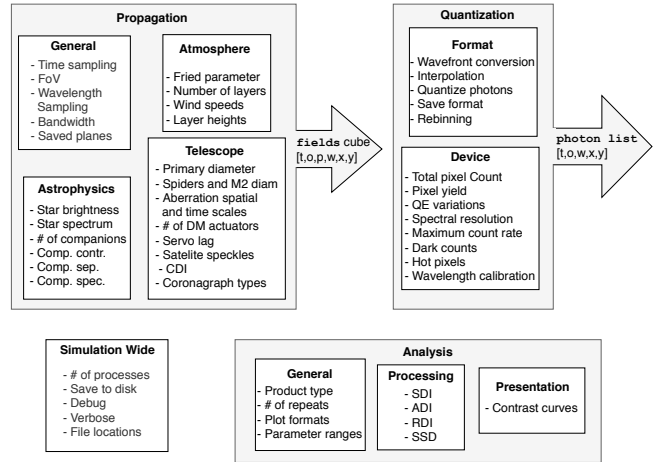 Propagation
General
- Time sampling
- FoV
- Wavelength
Sampling
- Bandwidth
- Saved planes
Atmosphere
- Fried parameter
- Number of layers
- Wind speeds
- Layer heights
Astrophysics
- Star brightness
- Star spectrum
- # of companions
- Comp. contr.
- Comp. sep.
- Comp. spec.
Telescope
- Primary diameter
- Spiders and M2 diam
- Aberration spatial
and time scales
- # of DM actuators
- Servo lag
- Satelite speckles
- CDI
- Coronagraph types
fields cube
[t,o,p,w,x,y]
Quantization
Format
- Wavefront conversion
- Interpolation
- Quantize photons
- Save format
- Rebinning
Device
- Total pixel Count
- Pixel yield
- QE variations
- Spectral resolution
- Maximum count rate
- Dark counts
- Hot pixels
- Wavelength calibration
photon list
[t,o,w,x,y]
Simulation Wide
- # of processes
- Save to disk
- Debug
- Verbose
- File locations
Analysis
General
- Product type
- # of repeats
- Plot formats
- Parameter ranges
Processing
- SDI
- ADI
- RDI
- SSD
Presentation
- Contrast curves